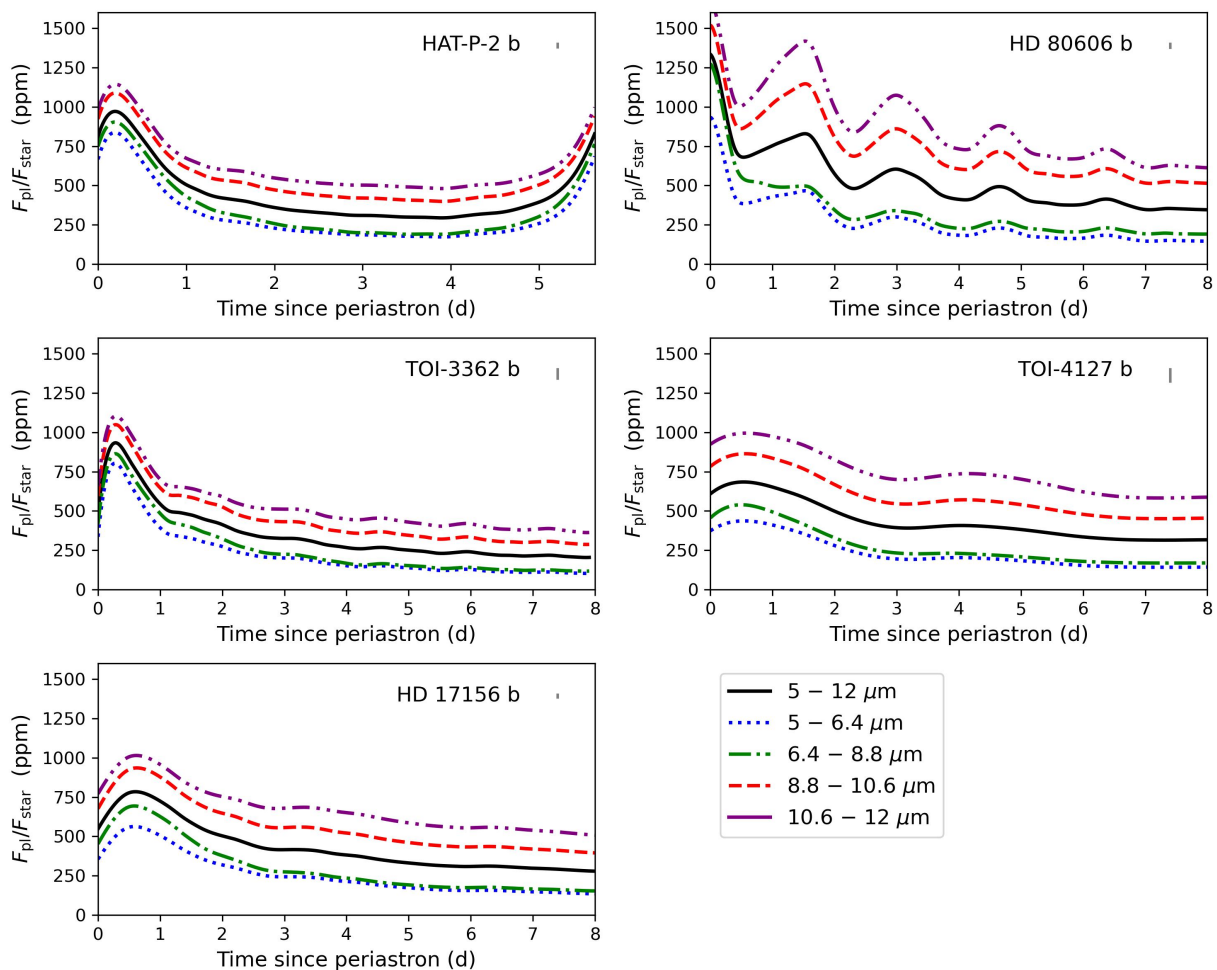 HAT-P-2 b
F_pl/F_star (ppm)
1500
1250
1000
750
500
250
0
0 1 2 3 4 5
Time since periastron (d)
HD 80606 b
F_pl/F_star (ppm)
1500
1250
1000
750
500
250
0
0 1 2 3 4 5 6 7 8
Time since periastron (d)
TOI-3362 b
F_pl/F_star (ppm)
1500
1250
1000
750
500
250
0
0 1 2 3 4 5 6 7 8
Time since periastron (d)
TOI-4127 b
F_pl/F_star (ppm)
1500
1250
1000
750
500
250
0
0 1 2 3 4 5 6 7 8
Time since periastron (d)
HD 17156 b
F_pl/F_star (ppm)
1500
1250
1000
750
500
250
0
0 1 2 3 4 5 6 7 8
Time since periastron (d)
5 − 12 μm
5 − 6.4 μm
6.4 − 8.8 μm
8.8 − 10.6 μm
10.6 − 12 μm